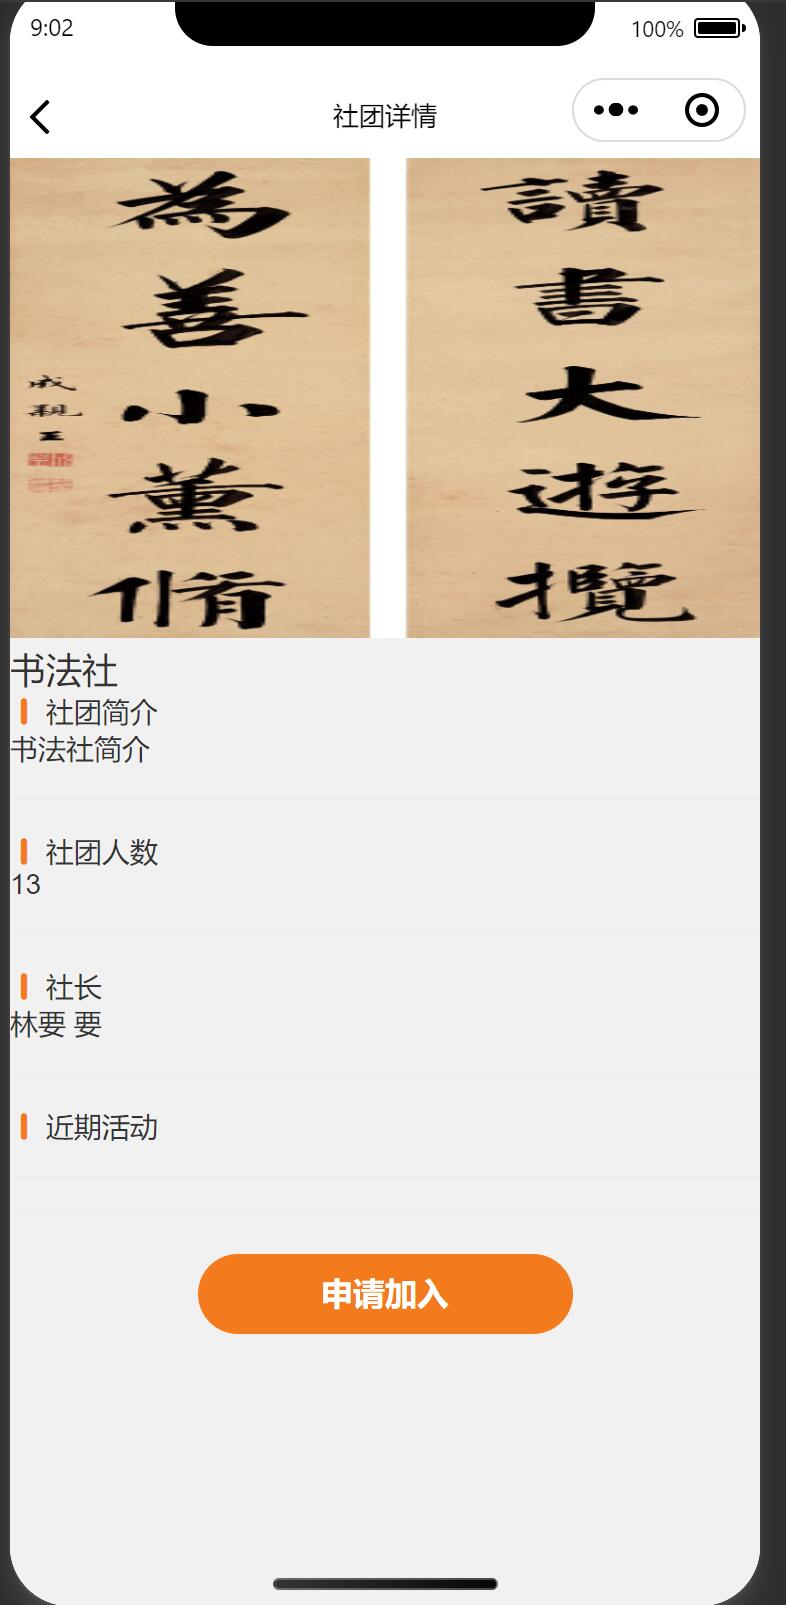 9:02
100%
社团详情
讀書大遊攬
為善小薰脩
成親王
书法社
社团简介
书法社简介
社团人数
13
社长
林要 要
近期活动
申请加入